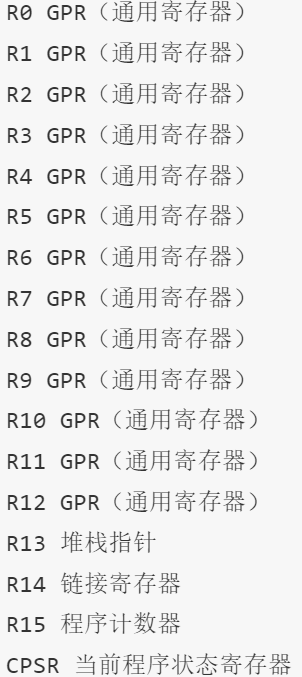 R0 GPR（通用寄存器）
R1 GPR（通用寄存器）
R2 GPR（通用寄存器）
R3 GPR（通用寄存器）
R4 GPR（通用寄存器）
R5 GPR（通用寄存器）
R6 GPR（通用寄存器）
R7 GPR（通用寄存器）
R8 GPR（通用寄存器）
R9 GPR（通用寄存器）
R10 GPR（通用寄存器）
R11 GPR（通用寄存器）
R12 GPR（通用寄存器）
R13 堆栈指针
R14 链接寄存器
R15 程序计数器
CPSR 当前程序状态寄存器